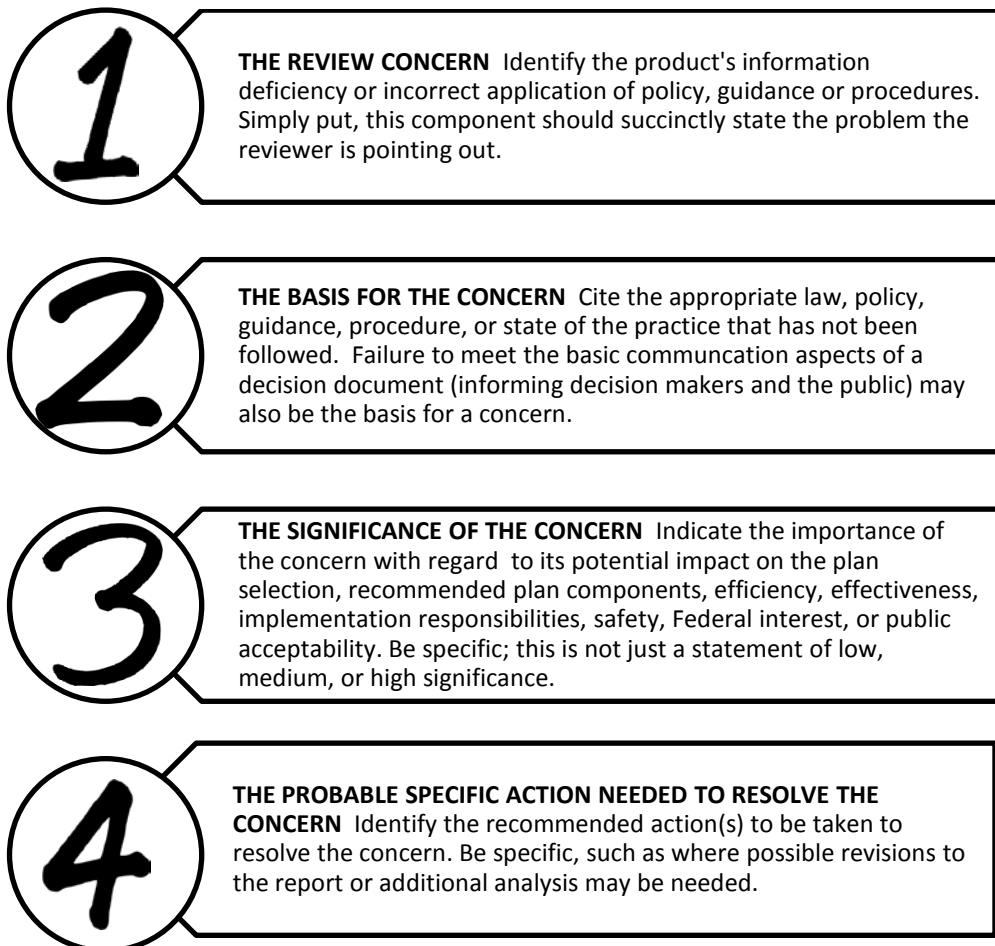 1
THE REVIEW CONCERN Identify the product's information
deficiency or incorrect application of policy, guidance or procedures.
Simply put, this component should succinctly state the problem the
reviewer is pointing out.
2
THE BASIS FOR THE CONCERN Cite the appropriate law, policy,
guidance, procedure, or state of the practice that has not been
followed. Failure to meet the basic communcation aspects of a
decision document (informing decision makers and the public) may
also be the basis for a concern.
3
THE SIGNIFICANCE OF THE CONCERN Indicate the importance of
the concern with regard to its potential impact on the plan
selection, recommended plan components, efficiency, effectiveness,
implementation responsibilities, safety, Federal interest, or public
acceptability. Be specific; this is not just a statement of low,
medium, or high significance.
4
THE PROBABLE SPECIFIC ACTION NEEDED TO RESOLVE THE
CONCERN Identify the recommended action(s) to be taken to
resolve the concern. Be specific, such as where possible revisions to
the report or additional analysis may be needed.